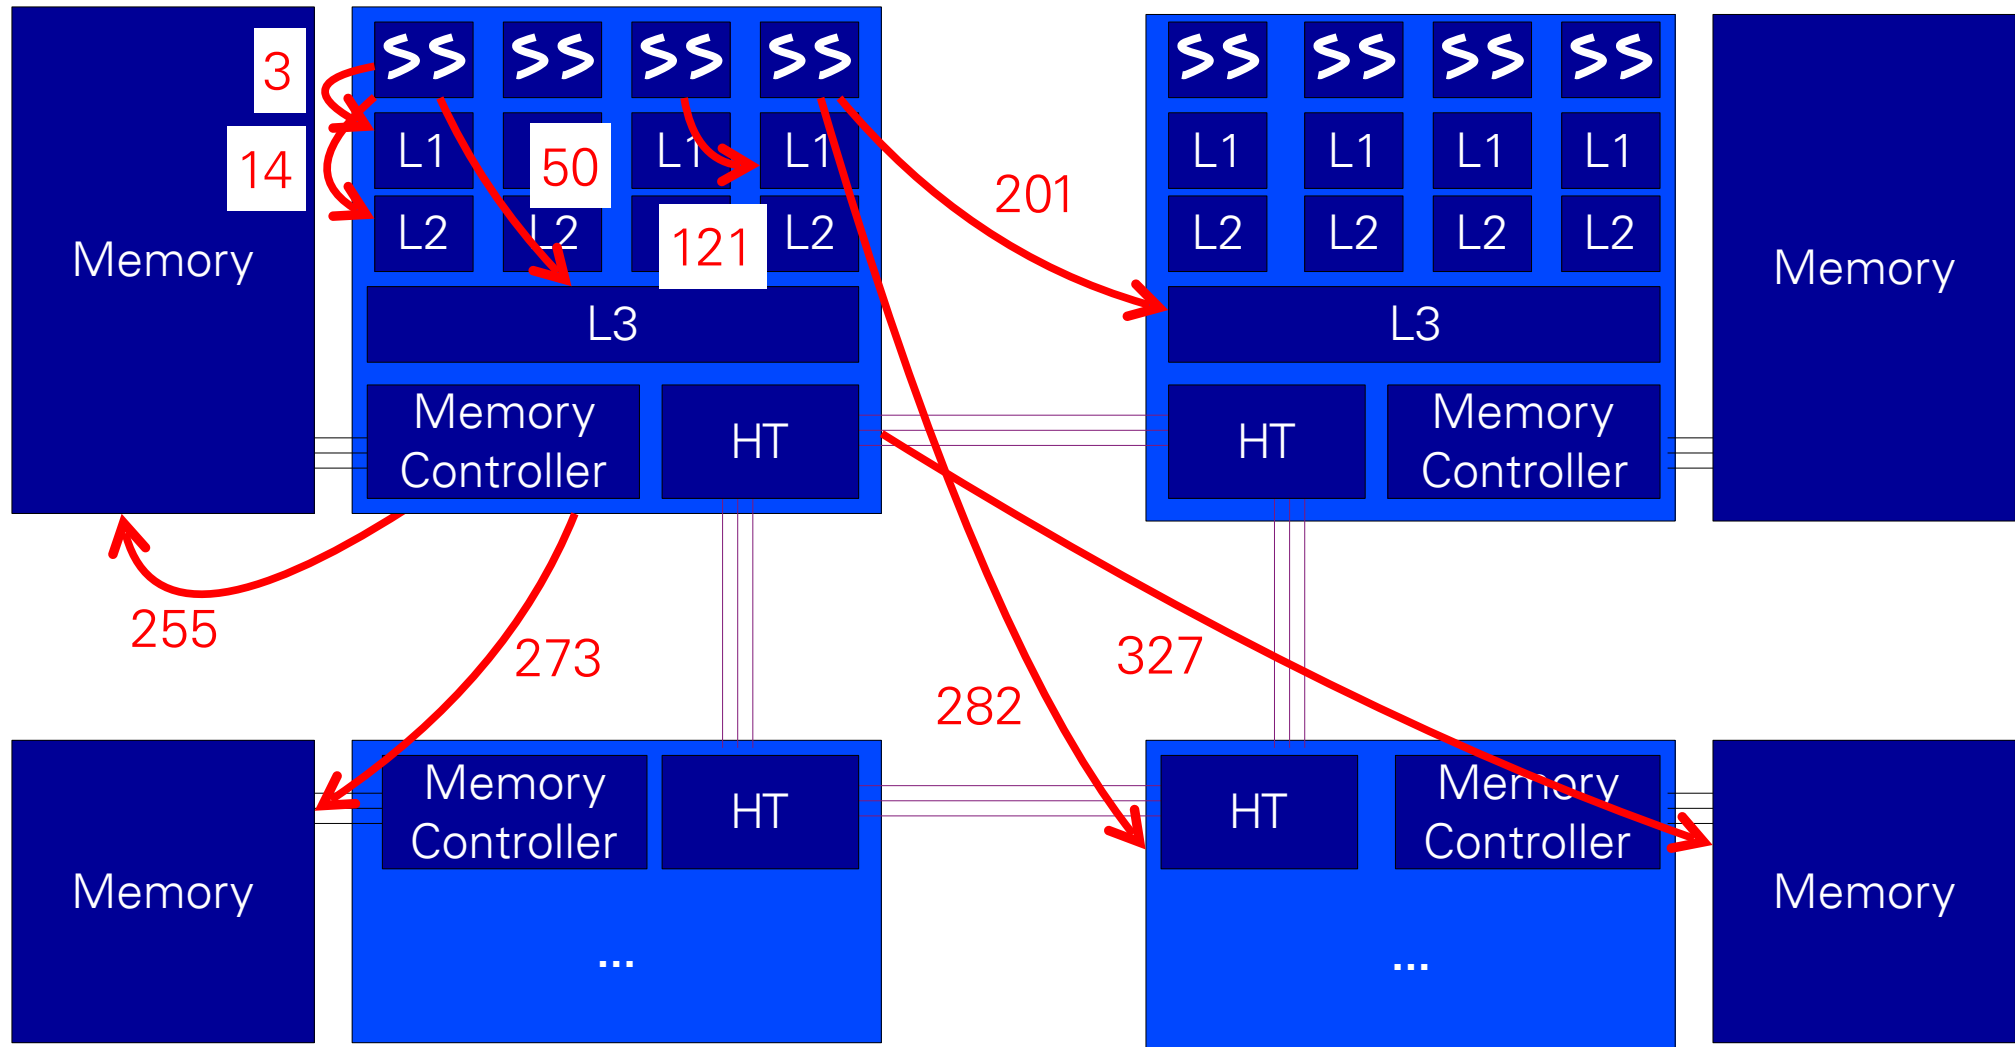 3
L1
L1
L1
L1
L1
L1
L1
14
50
201
L2
L2
121
L2
L2
L2
L2
L2
Memory
Memory
L3
L3
Memory
Controller
HT
HT
Memory
Controller
255
273
327
282
Memory
Controller
HT
HT
Memory
Controller
Memory
Memory
...
...